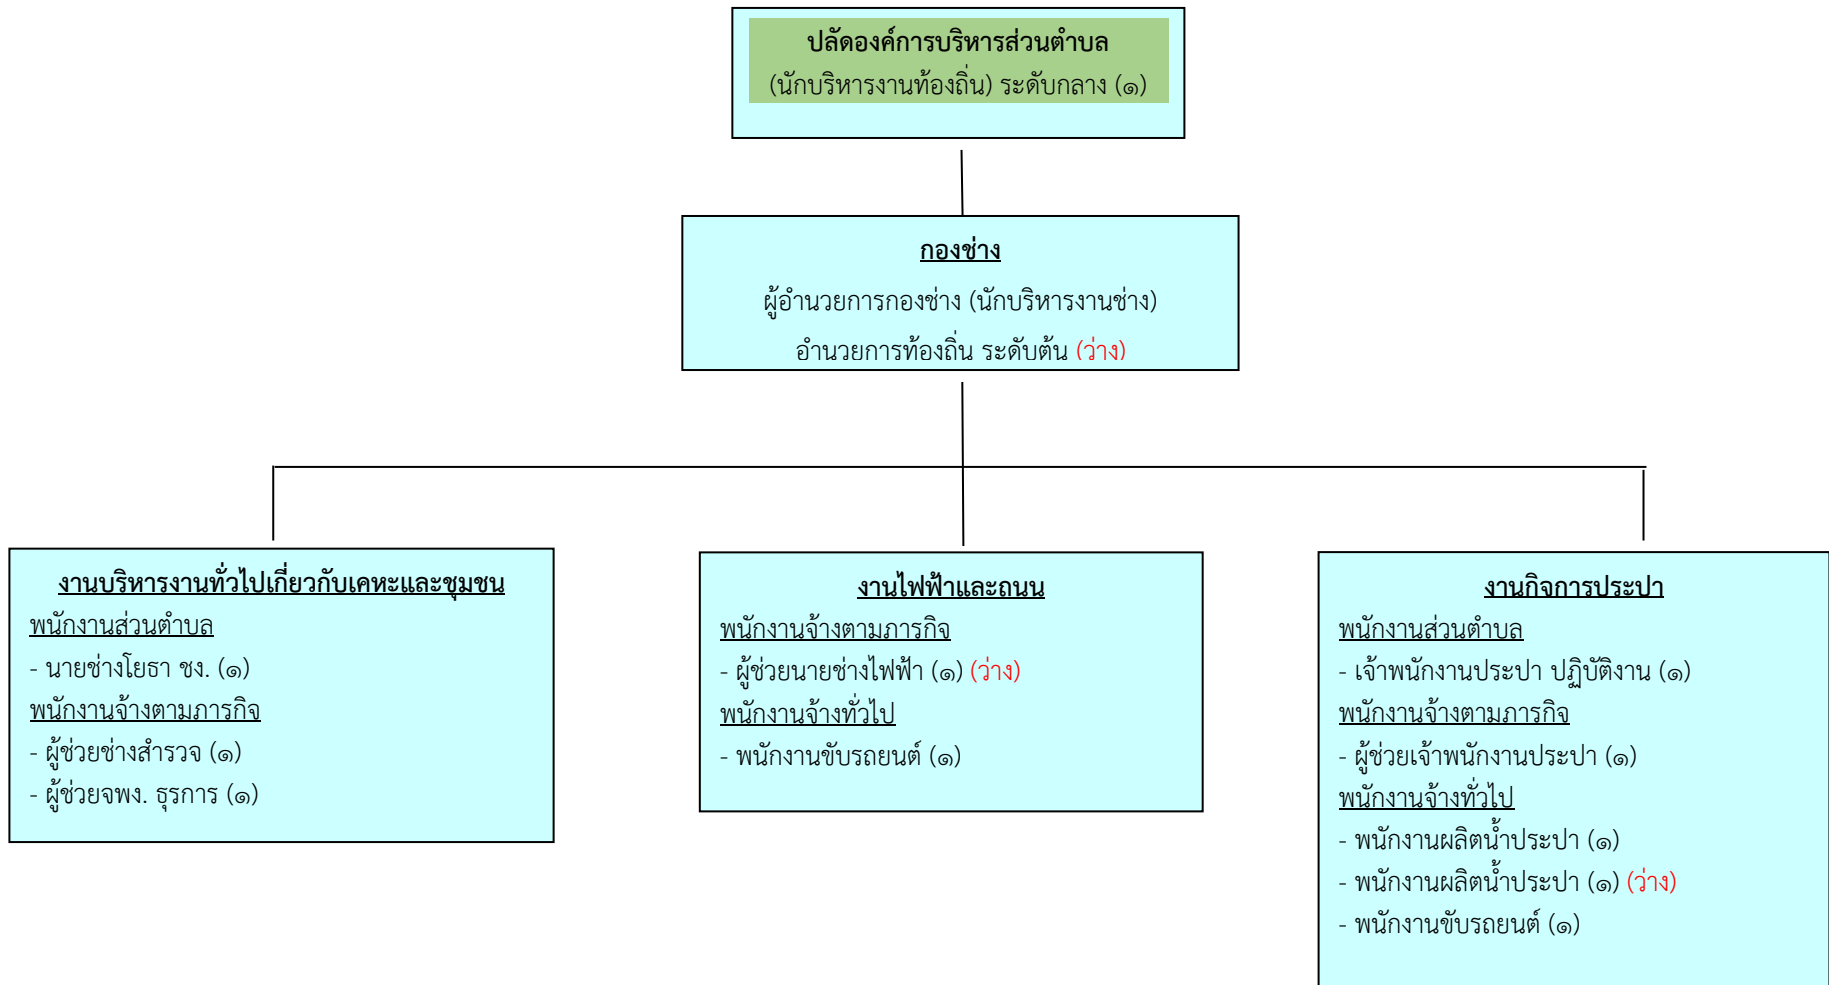 ปลัดองค์การบริหารส่วนตำบล
(นักบริหารงานท้องถิ่น) ระดับกลาง (๑)
กองช่าง
ผู้อำนวยการกองช่าง (นักบริหารงานช่าง)
อำนวยการท้องถิ่น ระดับต้น (ว่าง)
งานบริหารงานทั่วไปเกี่ยวกับเคหะและชุมชน
พนักงานส่วนตำบล
- นายช่างโยธา ชง. (๑)
พนักงานจ้างตามภารกิจ
- ผู้ช่วยช่างสำรวจ (๑)
- ผู้ช่วยจพง. ธุรการ (๑)
งานไฟฟ้าและถนน
พนักงานจ้างตามภารกิจ
- ผู้ช่วยนายช่างไฟฟ้า (๑) (ว่าง)
พนักงานจ้างทั่วไป
- พนักงานขับรถยนต์ (๑)
งานกิจการประปา
พนักงานส่วนตำบล
- เจ้าพนักงานประปา ปฏิบัติงาน (๑)
พนักงานจ้างตามภารกิจ
- ผู้ช่วยเจ้าพนักงานประปา (๑)
พนักงานจ้างทั่วไป
- พนักงานผลิตน้ำประปา (๑)
- พนักงานผลิตน้ำประปา (๑) (ว่าง)
- พนักงานขับรถยนต์ (๑)